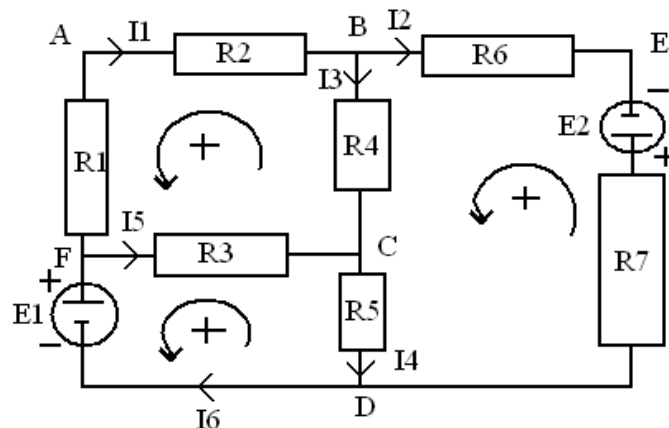 A I1 R2 B I2 R6 E
I3 −
R1 + R4 E2
+ +
F I5 R3 C R7
+
E1 + R5
− I4
I6 D